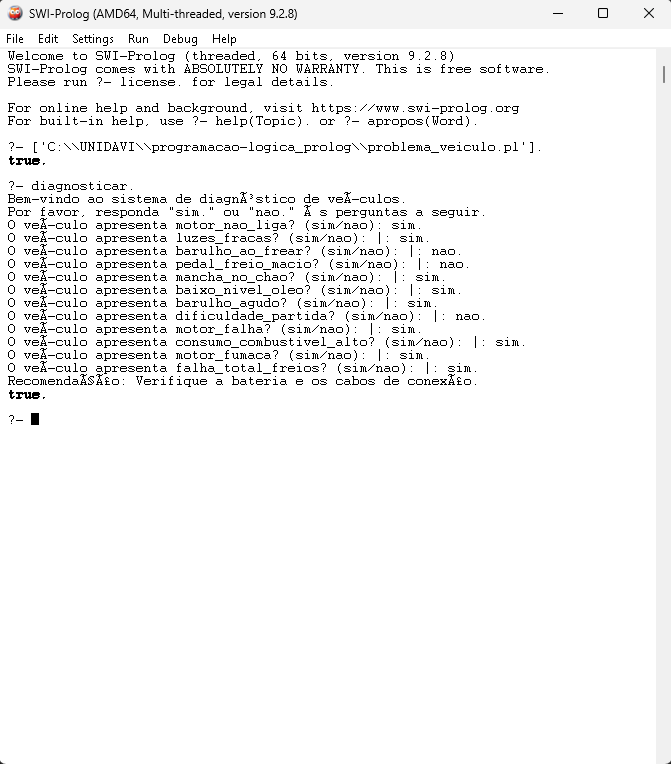 SWI-Prolog (AMD64, Multi-threaded, version 9.2.8)
File Edit Settings Run Debug Help
Welcome to SWI-Prolog (threaded, 64 bits, version 9.2.8)
SWI-Prolog comes with ABSOLUTELY NO WARRANTY. This is free software.
Please run ?- license. for legal details.
For online help and background, visit https://www.swi-prolog.org
For built-in help, use ?- help(Topic). or ?- apropos(Word).
?- ['C:\\UNIDAVI\\programacao-logica_prolog\\problema_veiculo.pl'].
true.
?- diagnosticar.
Bem-vindo ao sistema de diagnÃ³stico de veÃ-culos.
Por favor, responda "sim." ou "nao." Ã s perguntas a seguir.
O veÃ-culo apresenta motor_nao_liga? (sim/nao): sim.
O veÃ-culo apresenta luzes_fracas? (sim/nao): |: sim.
O veÃ-culo apresenta barulho_ao_frear? (sim/nao): |: nao.
O veÃ-culo apresenta pedal_freio_macio? (sim/nao): |: nao.
O veÃ-culo apresenta mancha_no_chao? (sim/nao): |: sim.
O veÃ-culo apresenta baixo_nivel_oleo? (sim/nao): |: sim.
O veÃ-culo apresenta barulho_agudo? (sim/nao): |: sim.
O veÃ-culo apresenta dificuldade_partida? (sim/nao): |: nao.
O veÃ-culo apresenta motor_falha? (sim/nao): |: sim.
O veÃ-culo apresenta consumo_combustivel_alto? (sim/nao): |: sim.
O veÃ-culo apresenta motor_fumaca? (sim/nao): |: sim.
O veÃ-culo apresenta falha_total_freios? (sim/nao): |: sim.
RecomendaÃ§Ã£o: Verifique a bateria e os cabos de conexÃ£o.
true.
?-